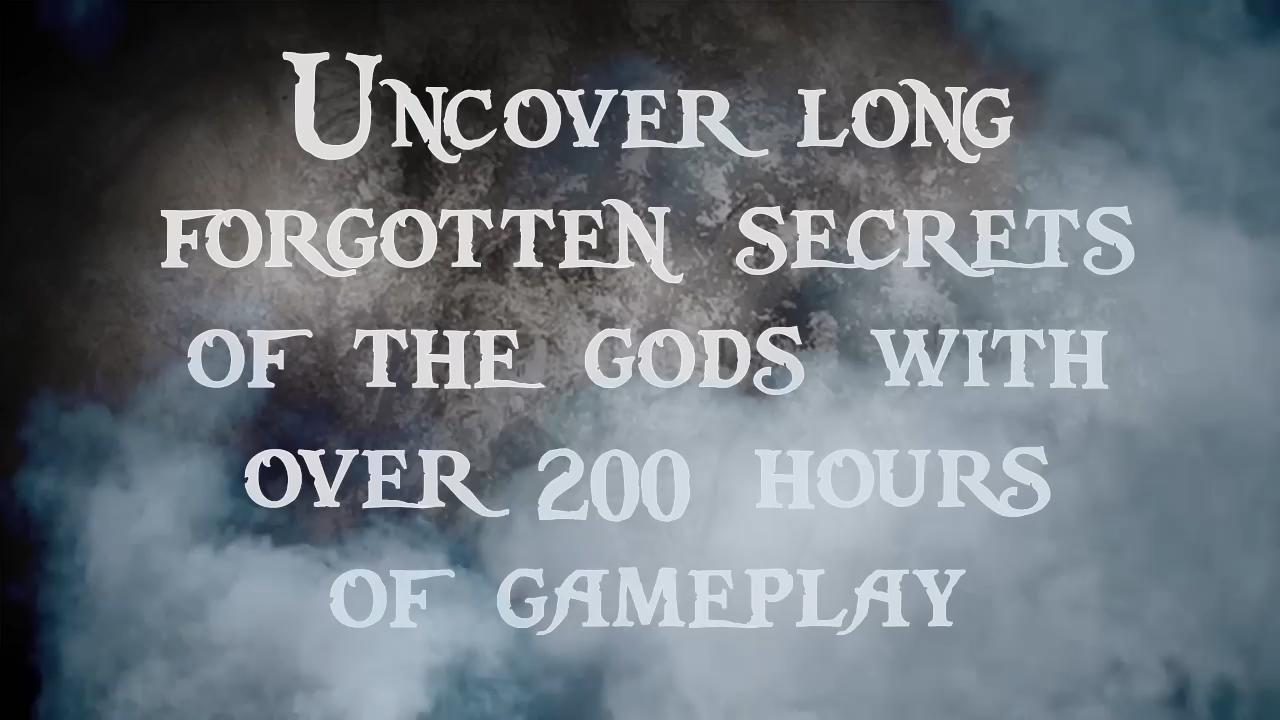 Uncover long
forgotten secrets
of the gods with
over 200 hours
of gameplay